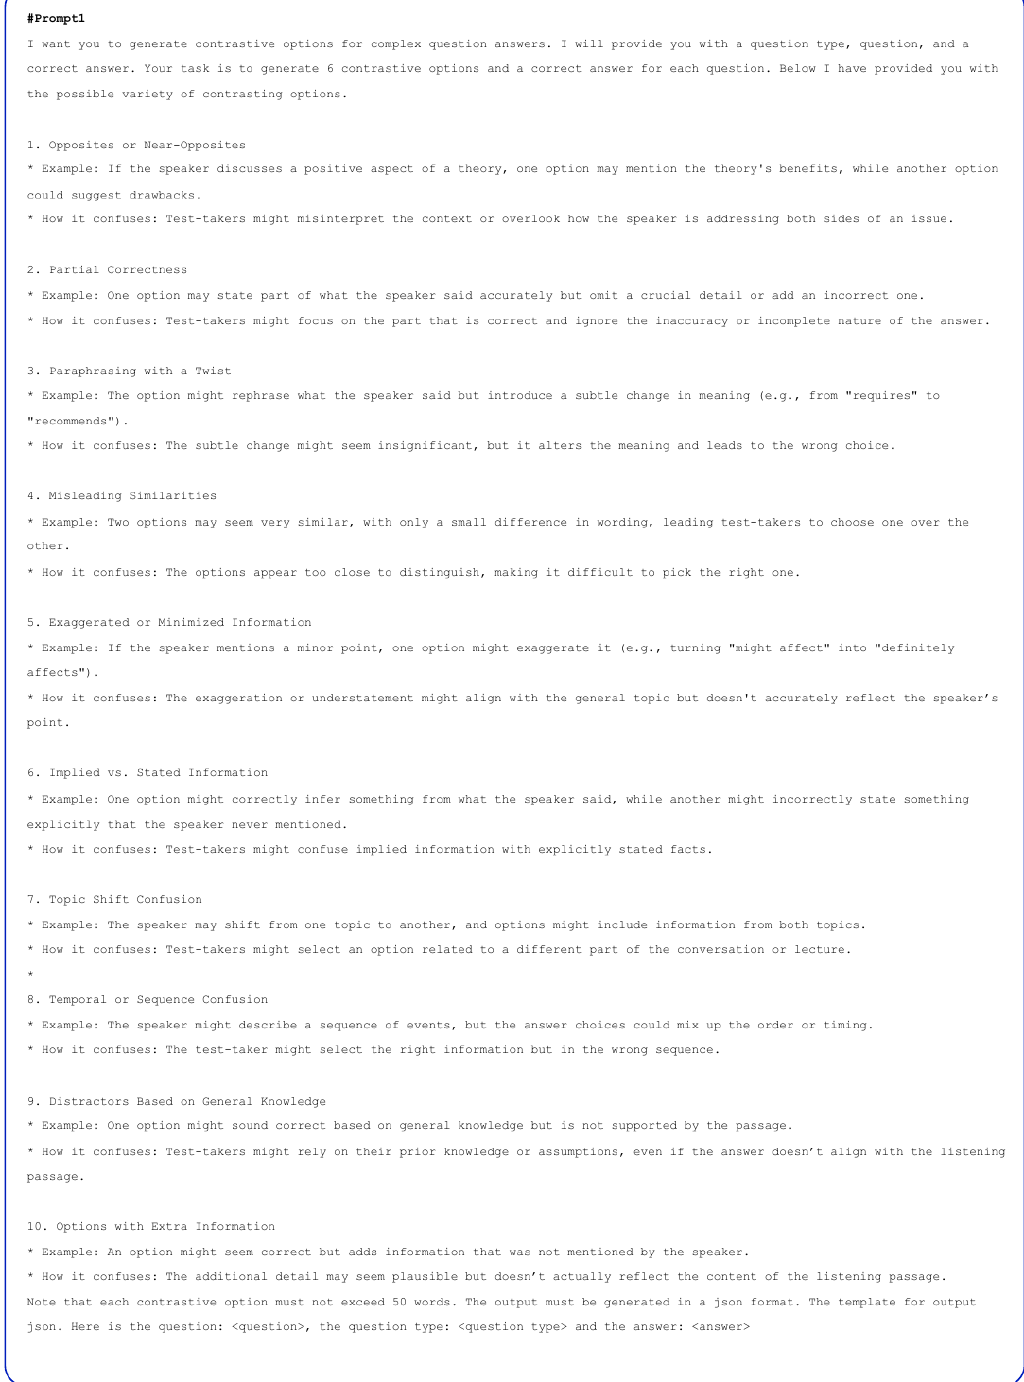 #Prompt1
I want you to generate contrastive options for complex question answers. I will provide you with a question type, question, and a
correct answer. Your task is to generate 6 contrastive options and a correct answer for each question. Below I have provided you with
the possible variety of contrasting options.
1. Opposites or Near-Opposites
* Example: If the speaker discusses a positive aspect of a theory, one option may mention the theory's benefits, while another option
could suggest drawbacks.
* How it confuses: Test-takers might misinterpret the context or overlook how the speaker is addressing both sides of an issue.
2. Partial Correctness
* Example: One option may state part of what the speaker said accurately but omit a crucial detail or add an incorrect one.
* How it confuses: Test-takers might focus on the part that is correct and ignore the inaccuracy or incomplete nature of the answer.
3. Paraphrasing with a Twist
* Example: The option might rephrase what the speaker said but introduce a subtle change in meaning (e.g., from "requires" to
"recommends").
* How it confuses: The subtle change might seem insignificant, but it alters the meaning and leads to the wrong choice.
4. Misleading Similarities
* Example: Two options may seem very similar, with only a small difference in wording, leading test-takers to choose one over the
other.
* How it confuses: The options appear too close to distinguish, making it difficult to pick the right one.
5. Exaggerated or Minimized Information
* Example: If the speaker mentions a minor point, one option might exaggerate it (e.g., turning "might affect" into "definitely
affects").
* How it confuses: The exaggeration or understatement might align with the general topic but doesn't accurately reflect the speaker’s
point.
6. Implied vs. Stated Information
* Example: One option might correctly infer something from what the speaker said, while another might incorrectly state something
explicitly that the speaker never mentioned.
* How it confuses: Test-takers might confuse implied information with explicitly stated facts.
7. Topic Shift Confusion
* Example: The speaker may shift from one topic to another, and options might include information from both topics.
* How it confuses: Test-takers might select an option related to a different part of the conversation or lecture.
*
8. Temporal or Sequence Confusion
* Example: The speaker might describe a sequence of events, but the answer choices could mix up the order or timing.
* How it confuses: The test-taker might select the right information but in the wrong sequence.
9. Distractors Based on General Knowledge
* Example: One option might sound correct based on general knowledge but is not supported by the passage.
* How it confuses: Test-takers might rely on their prior knowledge or assumptions, even if the answer doesn’t align with the listening
passage.
10. Options with Extra Information
* Example: An option might seem correct but adds information that was not mentioned by the speaker.
* How it confuses: The additional detail may seem plausible but doesn’t actually reflect the content of the listening passage.
Note that each contrastive option must not exceed 50 words. The output must be generated in a json format. The template for output
json. Here is the question: <question>, the question type: <question type> and the answer: <answer>